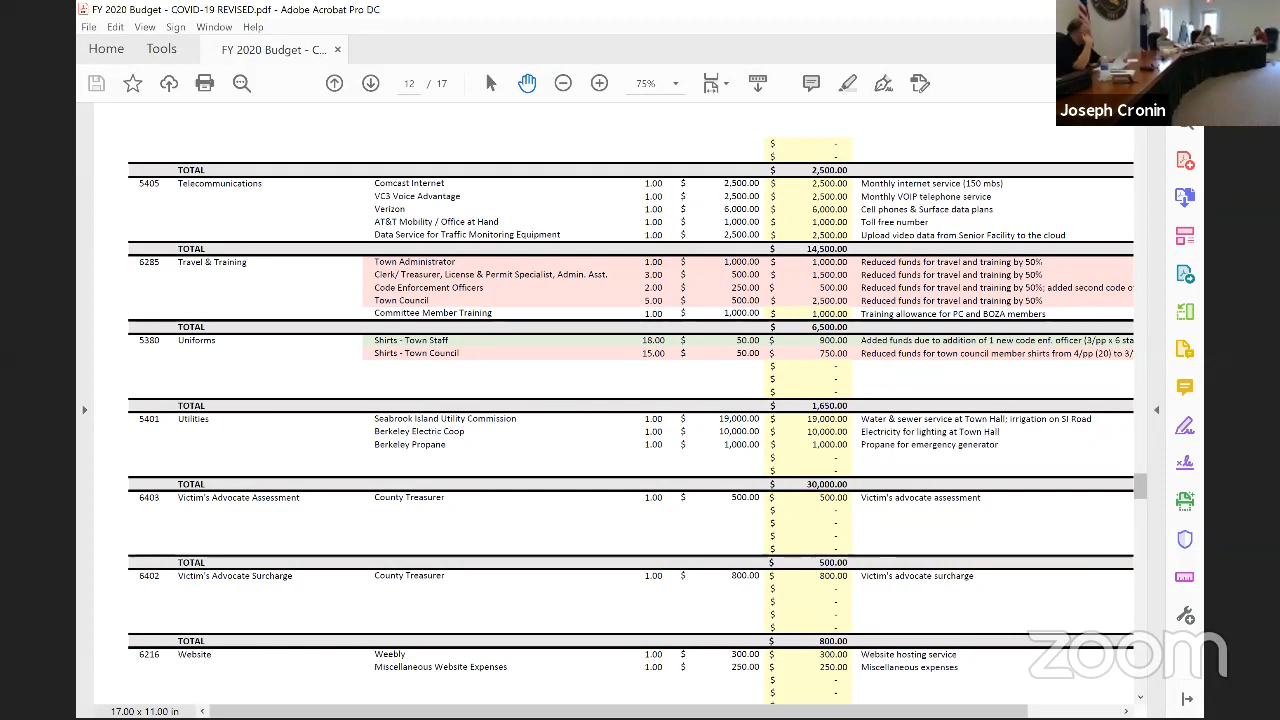 FY 2020 Budget - COVID-19 REVISED.pdf - Adobe Acrobat Pro DC
File Edit View Sign Window Help
Home Tools FY 2020 Budget - C... ×
12 / 17 75%
Joseph Cronin
$ -
$ -
TOTAL $ 2,500.00
5405 Telecommunications Comcast Internet 1.00 $ 2,500.00 $ 2,500.00 Monthly internet service (150 mbs)
VC3 Voice Advantage 1.00 $ 2,500.00 $ 2,500.00 Monthly VOIP telephone service
Verizon 1.00 $ 6,000.00 $ 6,000.00 Cell phones & Surface data plans
AT&T Mobility / Office at Hand 1.00 $ 1,000.00 $ 1,000.00 Toll free number
Data Service for Traffic Monitoring Equipment 1.00 $ 2,500.00 $ 2,500.00 Upload video data from Senior Facility to the cloud
TOTAL $ 14,500.00
6285 Travel & Training Town Administrator 1.00 $ 1,000.00 $ 1,000.00 Reduced funds for travel and training by 50%
Clerk/ Treasurer, License & Permit Specialist, Admin. Asst. 3.00 $ 500.00 $ 1,500.00 Reduced funds for travel and training by 50%
Code Enforcement Officers 2.00 $ 250.00 $ 500.00 Reduced funds for travel and training by 50%; added second code o
Town Council 5.00 $ 500.00 $ 2,500.00 Reduced funds for travel and training by 50%
Committee Member Training 1.00 $ 1,000.00 $ 1,000.00 Training allowance for PC and BOZA members
TOTAL $ 6,500.00
5380 Uniforms Shirts - Town Staff 18.00 $ 50.00 $ 900.00 Added funds due to addition of 1 new code enf. officer (3/pp x 6 sta
Shirts - Town Council 15.00 $ 50.00 $ 750.00 Reduced funds for town council member shirts from 4/pp (20) to 3/
$ -
$ -
$ -
TOTAL $ 1,650.00
5401 Utilities Seabrook Island Utility Commission 1.00 $ 19,000.00 $ 19,000.00 Water & sewer service at Town Hall; irrigation on SI Road
Berkeley Electric Coop 1.00 $ 10,000.00 $ 10,000.00 Electricity for lighting at Town Hall
Berkeley Propane 1.00 $ 1,000.00 $ 1,000.00 Propane for emergency generator
$ -
$ -
TOTAL $ 30,000.00
6403 Victim's Advocate Assessment County Treasurer 1.00 $ 500.00 $ 500.00 Victim's advocate assessment
$ -
$ -
$ -
$ -
TOTAL $ 500.00
6402 Victim's Advocate Surcharge County Treasurer 1.00 $ 800.00 $ 800.00 Victim's advocate surcharge
$ -
$ -
$ -
$ -
TOTAL $ 800.00
6216 Website Weebly 1.00 $ 300.00 $ 300.00 Website hosting service
Miscellaneous Website Expenses 1.00 $ 250.00 $ 250.00 Miscellaneous expenses
$ -
$ -
zoom
17.00 x 11.00 in